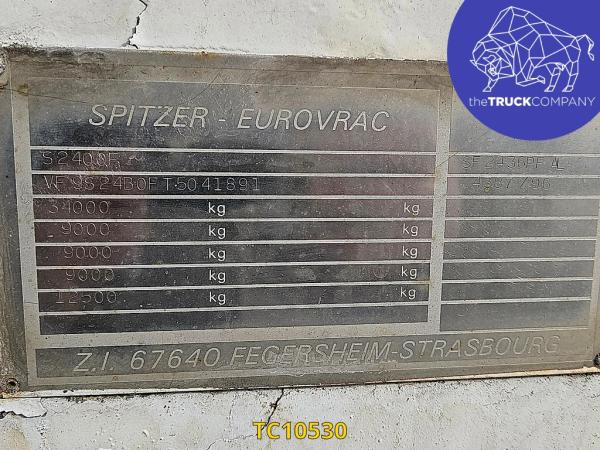 theTRUCKCOMPANY
SPITZER - EUROVRAC
VF9S24B0FT5041891
34000 kg kg
9000 kg kg
9000 kg kg
9000 kg kg
12500 kg kg
Z.I. 67640 FEGERSHEIM-STRASBOURG
TC10530